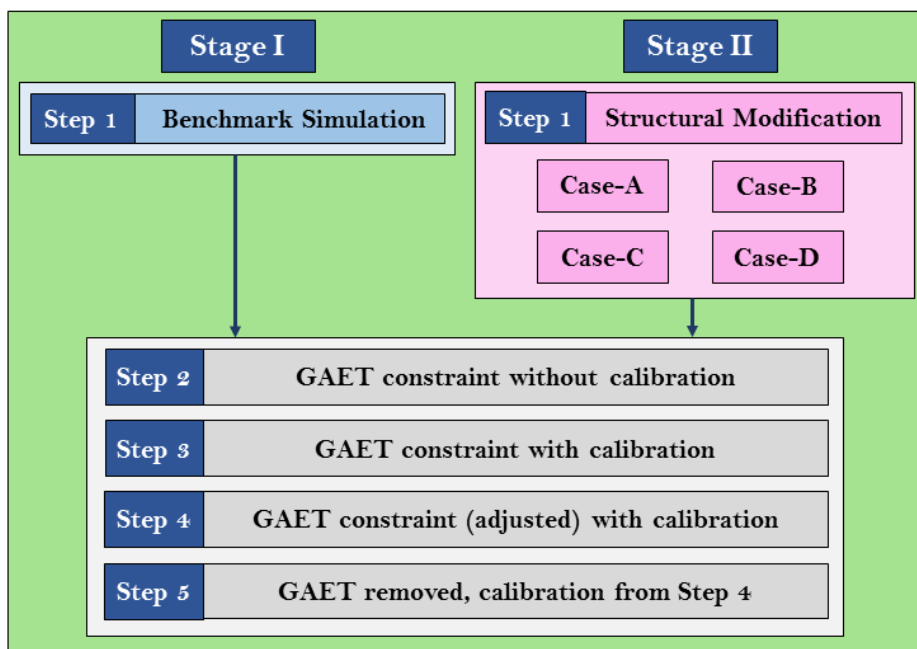 Stage I
Step 1 Benchmark Simulation
Stage II
Step 1 Structural Modification
Case-A Case-B
Case-C Case-D
Step 2 GAET constraint without calibration
Step 3 GAET constraint with calibration
Step 4 GAET constraint (adjusted) with calibration
Step 5 GAET removed, calibration from Step 4